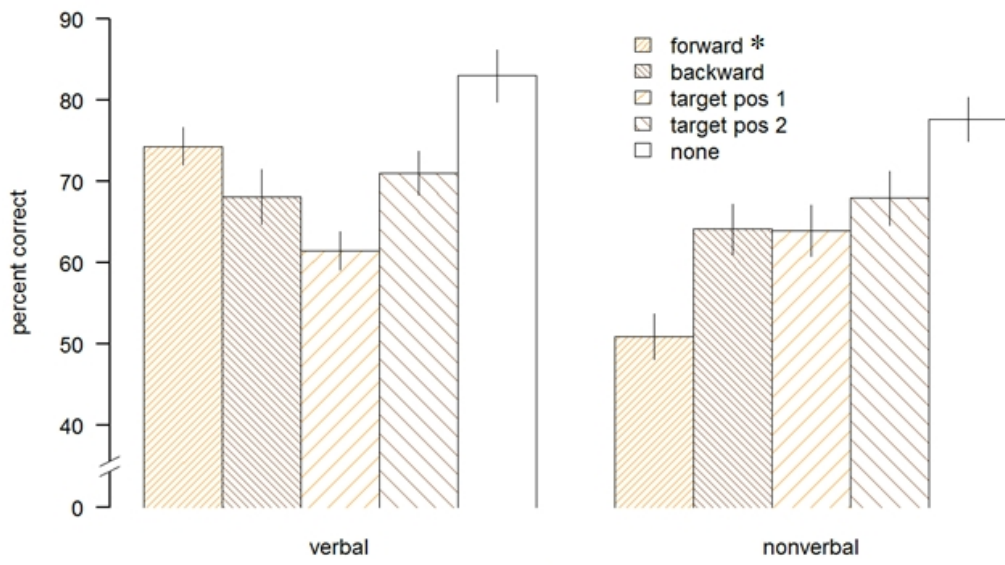 90
80
70
60
50
40
0
percent correct
forward *
backward
target pos 1
target pos 2
none
verbal
nonverbal